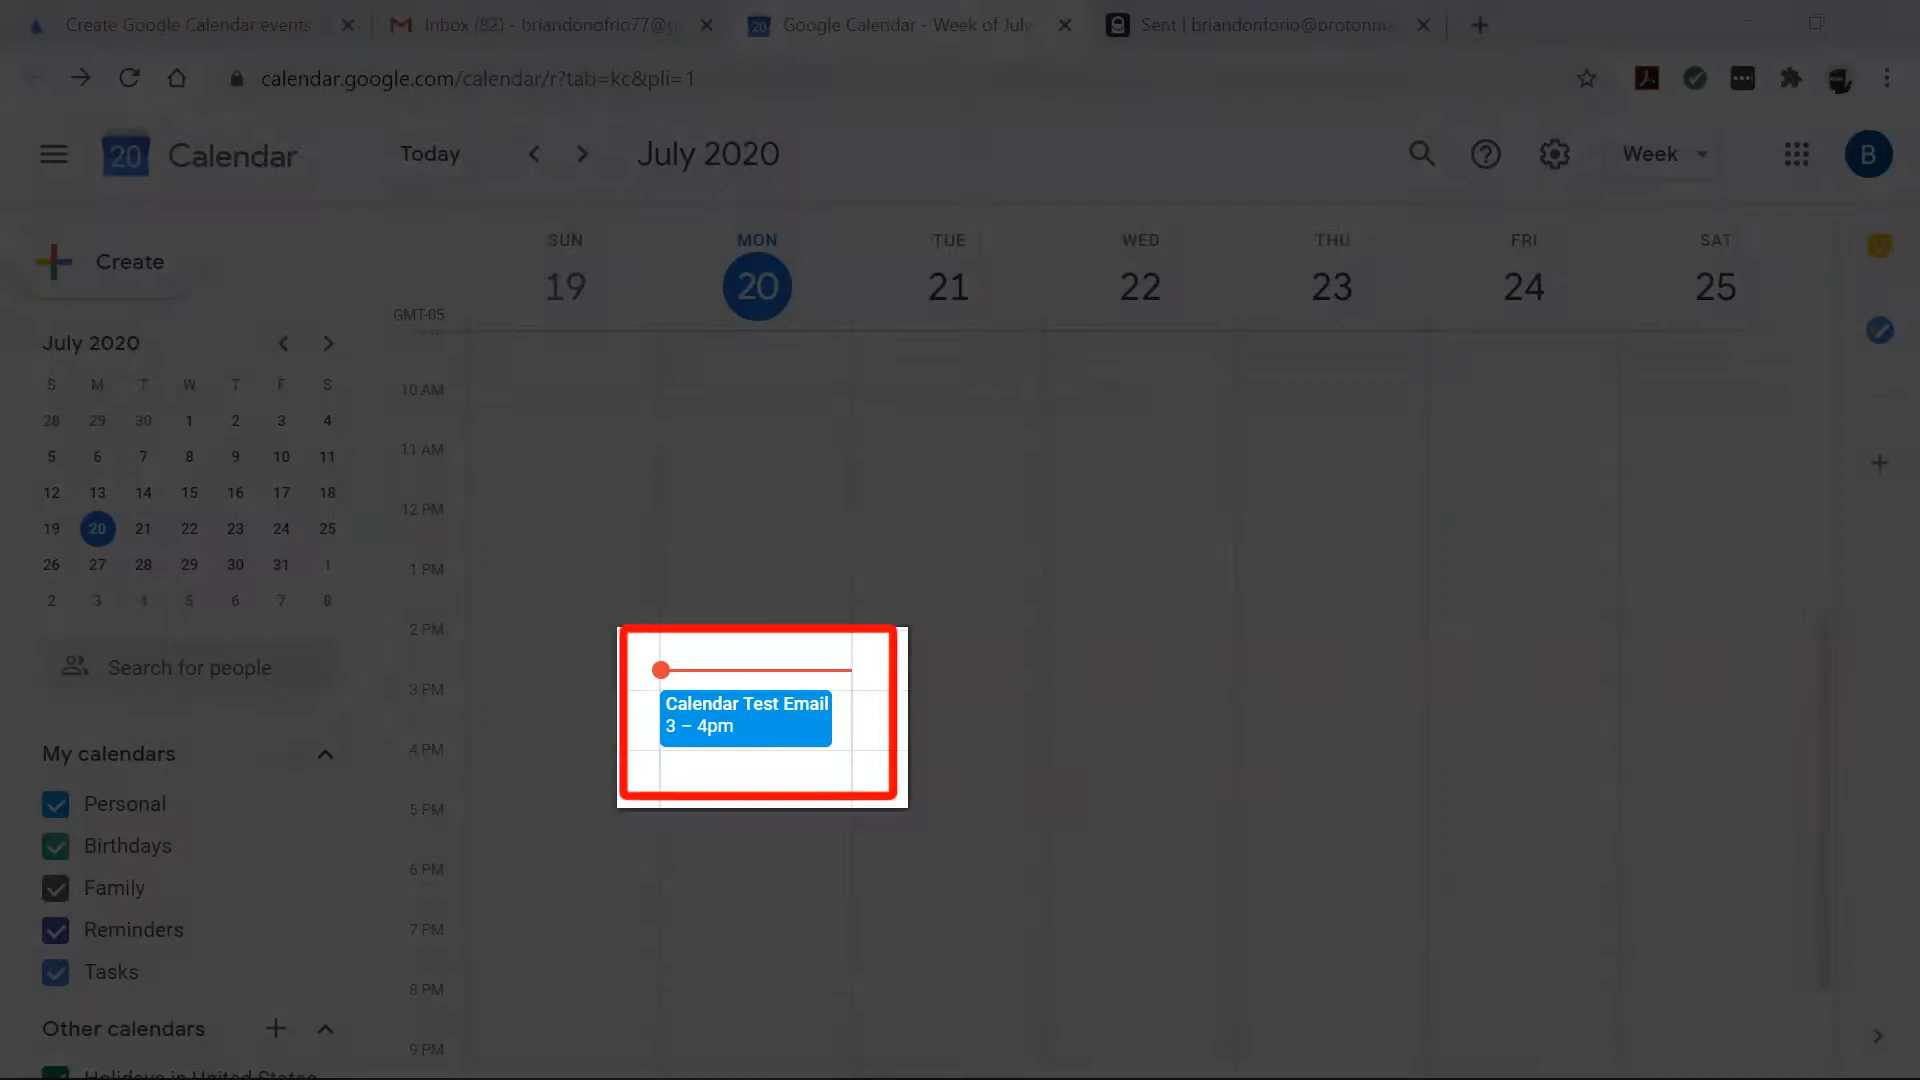 Create Google Calendar events
Inbox (82) - briandonofrio77@g
Google Calendar - Week of July
Sent | briandonforio@protonma
calendar.google.com/calendar/r?tab=kc&pli=1
20 Calendar
Today
July 2020
Week
B
Create
SUN MON TUE WED THU FRI SAT
19 20 21 22 23 24 25
GMT-05
July 2020
S M T W T F S
28 29 30 1 2 3 4
5 6 7 8 9 10 11
12 13 14 15 16 17 18
19 20 21 22 23 24 25
26 27 28 29 30 31 1
2 3 4 5 6 7 8
10 AM
11 AM
12 PM
1 PM
2 PM
3 PM
4 PM
5 PM
6 PM
7 PM
8 PM
9 PM
Calendar Test Email
3 – 4pm
Search for people
My calendars
Personal
Birthdays
Family
Reminders
Tasks
Other calendars
Holidays in United States